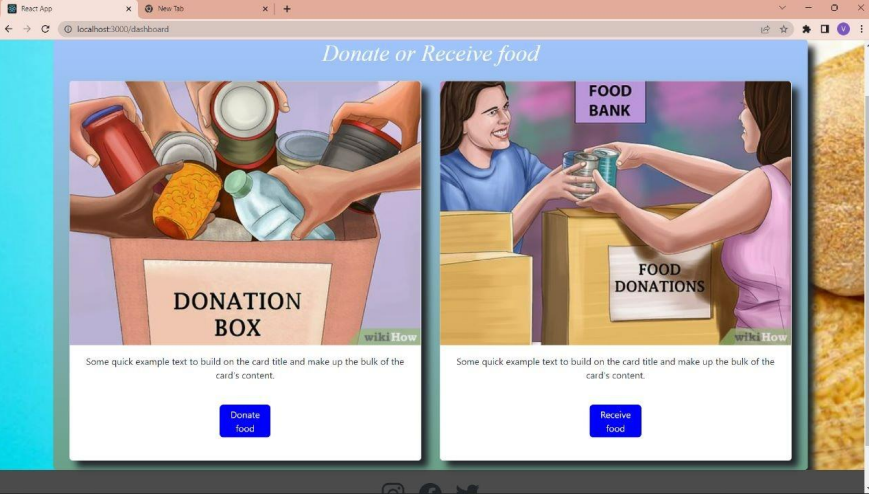 React App
New Tab
localhost:3000/dashboard
V
Donate or Receive food
DONATION
BOX
wikiHow
FOOD
BANK
FOOD
DONATIONS
wikiHow
Some quick example text to build on the card title and make up the bulk of the
card's content.
Donate
food
Some quick example text to build on the card title and make up the bulk of the
card's content.
Receive
food